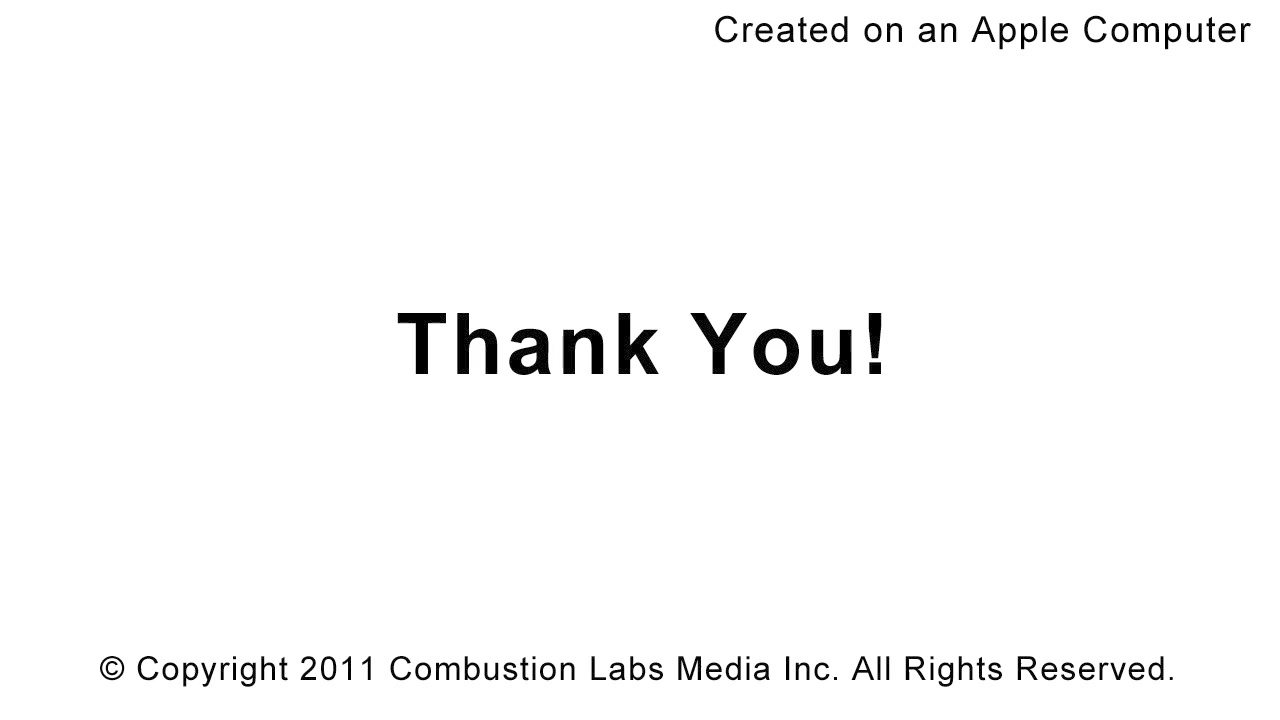 Created on an Apple Computer
Thank You!
© Copyright 2011 Combustion Labs Media Inc. All Rights Reserved.